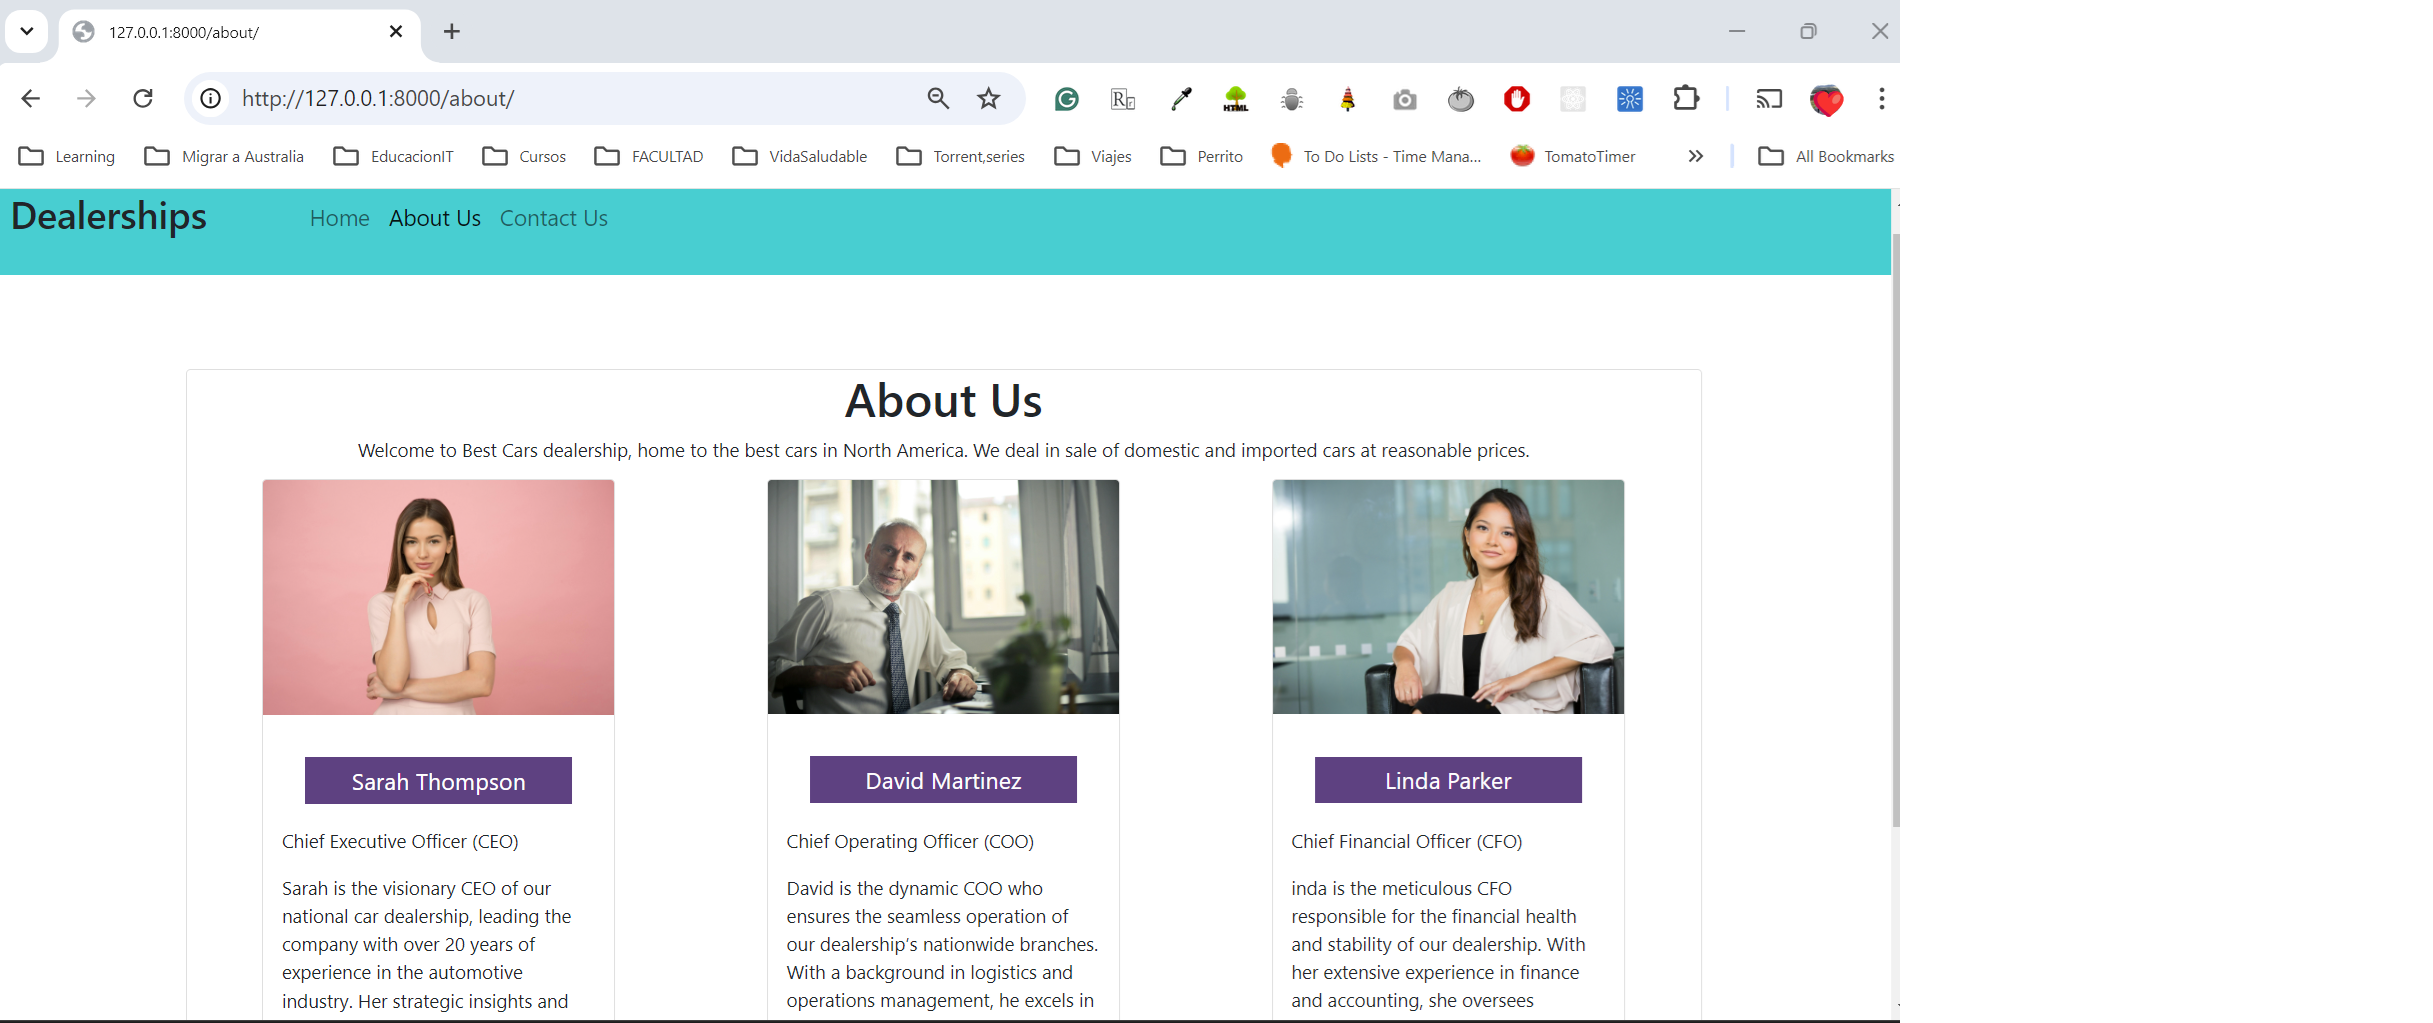 127.0.0.1:8000/about/
http://127.0.0.1:8000/about/
HTML
Learning Migrar a Australia EducacionIT Cursos FACULTAD VidaSaludable Torrent,series Viajes Perrito To Do Lists - Time Mana... TomatoTimer All Bookmarks
Dealerships Home About Us Contact Us
About Us
Welcome to Best Cars dealership, home to the best cars in North America. We deal in sale of domestic and imported cars at reasonable prices.
Sarah Thompson
Chief Executive Officer (CEO)
Sarah is the visionary CEO of our
national car dealership, leading the
company with over 20 years of
experience in the automotive
industry. Her strategic insights and
David Martinez
Chief Operating Officer (COO)
David is the dynamic COO who
ensures the seamless operation of
our dealership’s nationwide branches.
With a background in logistics and
operations management, he excels in
Linda Parker
Chief Financial Officer (CFO)
inda is the meticulous CFO
responsible for the financial health
and stability of our dealership. With
her extensive experience in finance
and accounting, she oversees